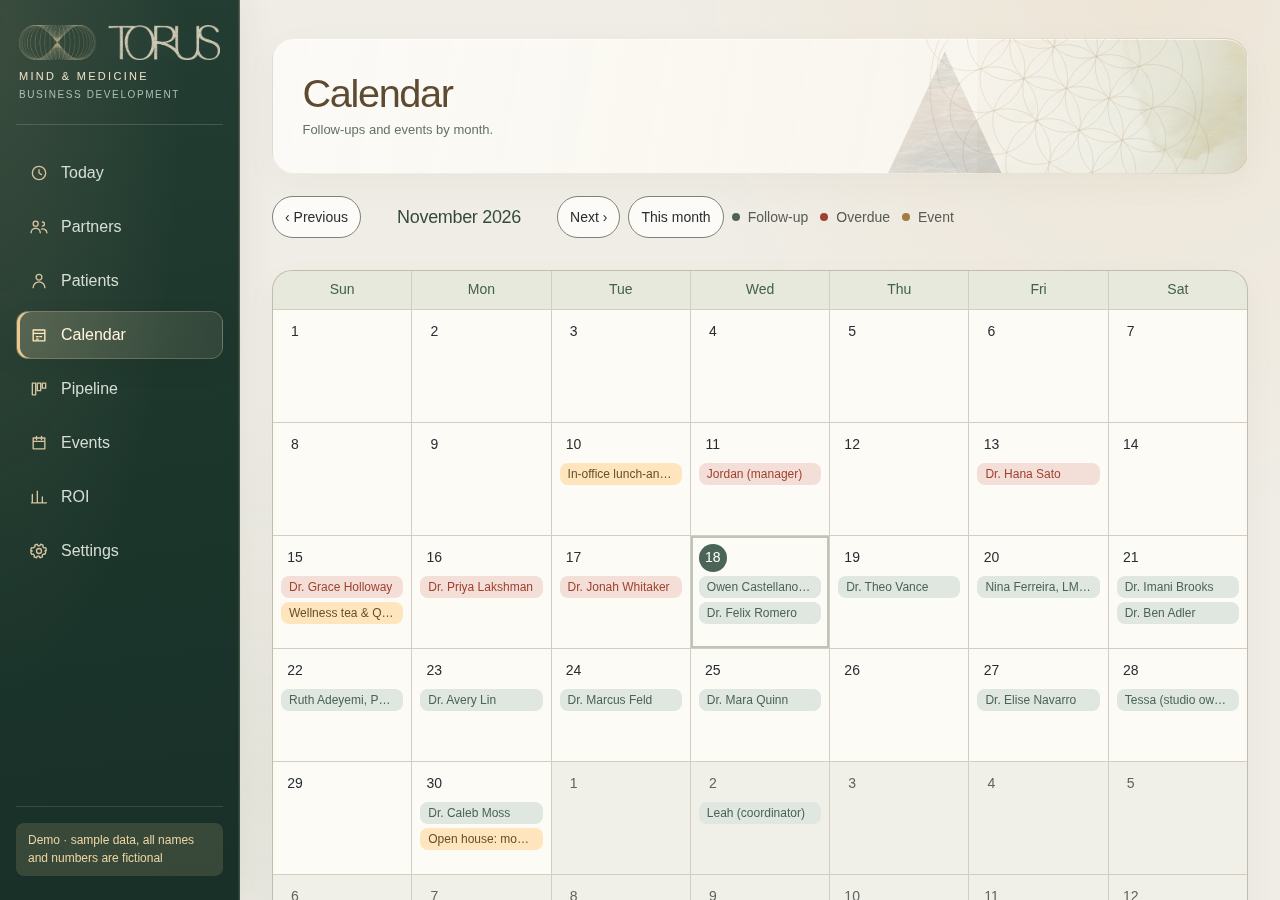 TORUS
MIND & MEDICINE
BUSINESS DEVELOPMENT
Today
Partners
Patients
Calendar
Pipeline
Events
ROI
Settings
Demo · sample data, all names
and numbers are fictional
Calendar
Follow-ups and events by month.
‹ Previous November 2026 Next › This month Follow-up Overdue Event
Sun Mon Tue Wed Thu Fri Sat
1 2 3 4 5 6 7
8 9 10 11 12 13 14
In-office lunch-an… Jordan (manager) Dr. Hana Sato
15 16 17 18 19 20 21
Dr. Grace Holloway Dr. Priya Lakshman Dr. Jonah Whitaker Owen Castellano… Dr. Theo Vance Nina Ferreira, LM… Dr. Imani Brooks
Wellness tea & Q… Dr. Felix Romero Dr. Ben Adler
22 23 24 25 26 27 28
Ruth Adeyemi, P… Dr. Avery Lin Dr. Marcus Feld Dr. Mara Quinn Dr. Elise Navarro Tessa (studio ow…
29 30 1 2 3 4 5
Dr. Caleb Moss Leah (coordinator)
Open house: mo…
6 7 8 9 10 11 12